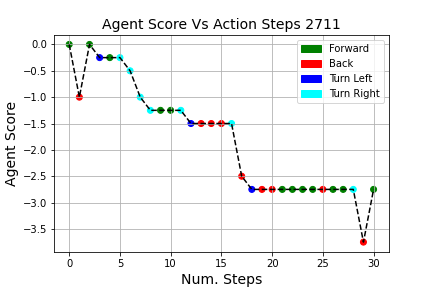 Agent Score Vs Action Steps 2711
Agent Score
0.0
−0.5
−1.0
−1.5
−2.0
−2.5
−3.0
−3.5
Forward
Back
Turn Left
Turn Right
0 5 10 15 20 25 30
Num. Steps